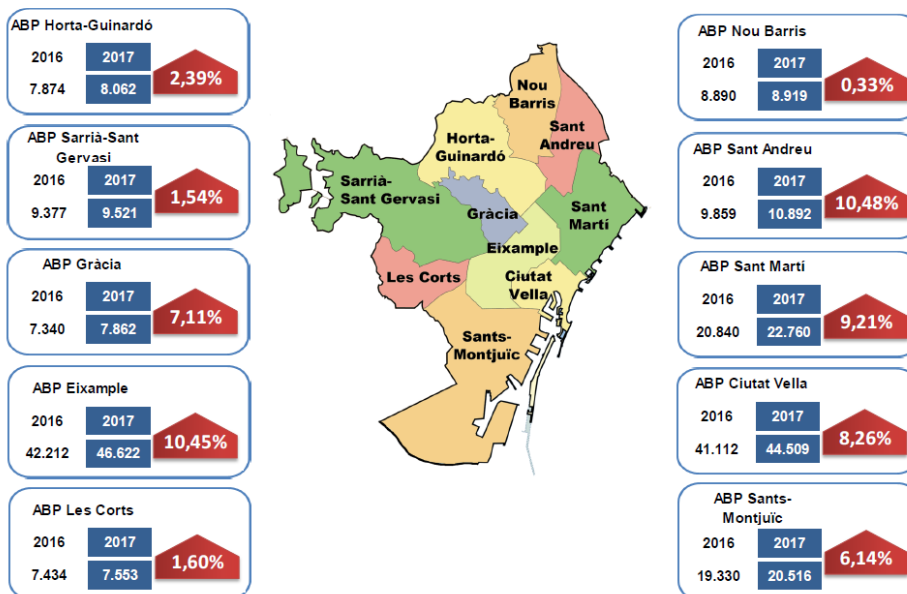 ABP Horta-Guinardó
2016 2017
7.874 8.062
2,39%
ABP Sarrià-Sant
Gervasi
2016 2017
9.377 9.521
1,54%
ABP Gràcia
2016 2017
7.340 7.862
7,11%
ABP Eixample
2016 2017
42.212 46.622
10,45%
ABP Les Corts
2016 2017
7.434 7.553
1,60%
Nou
Barris
Horta-
Guinardó
Sant
Andreu
Sarrià-
Sant Gervasi
Gràcia
Sant
Martí
Eixample
Les Corts
Ciutat
Vella
Sants-
Montjuïc
ABP Nou Barris
2016 2017
8.890 8.919
0,33%
ABP Sant Andreu
2016 2017
9.859 10.892
10,48%
ABP Sant Martí
2016 2017
20.840 22.760
9,21%
ABP Ciutat Vella
2016 2017
41.112 44.509
8,26%
ABP Sants-
Montjuïc
2016 2017
19.330 20.516
6,14%